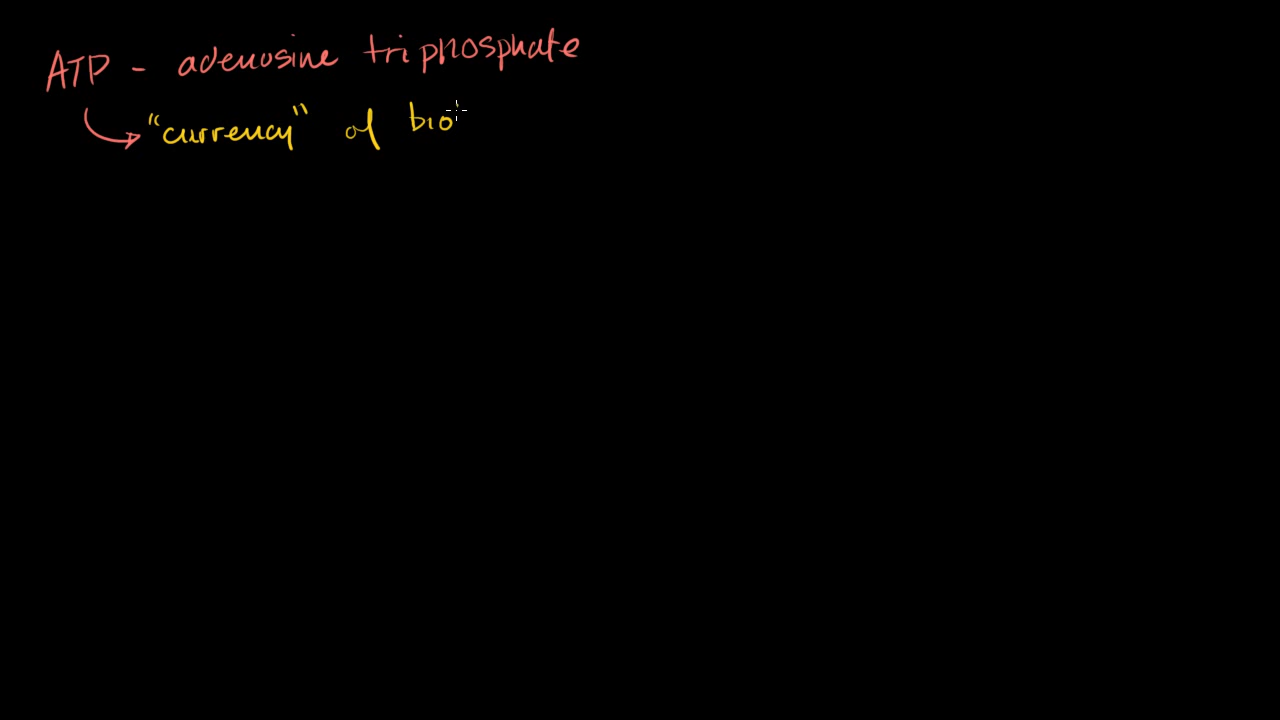 ATP - adenosine triphosphate
"currency" of bio